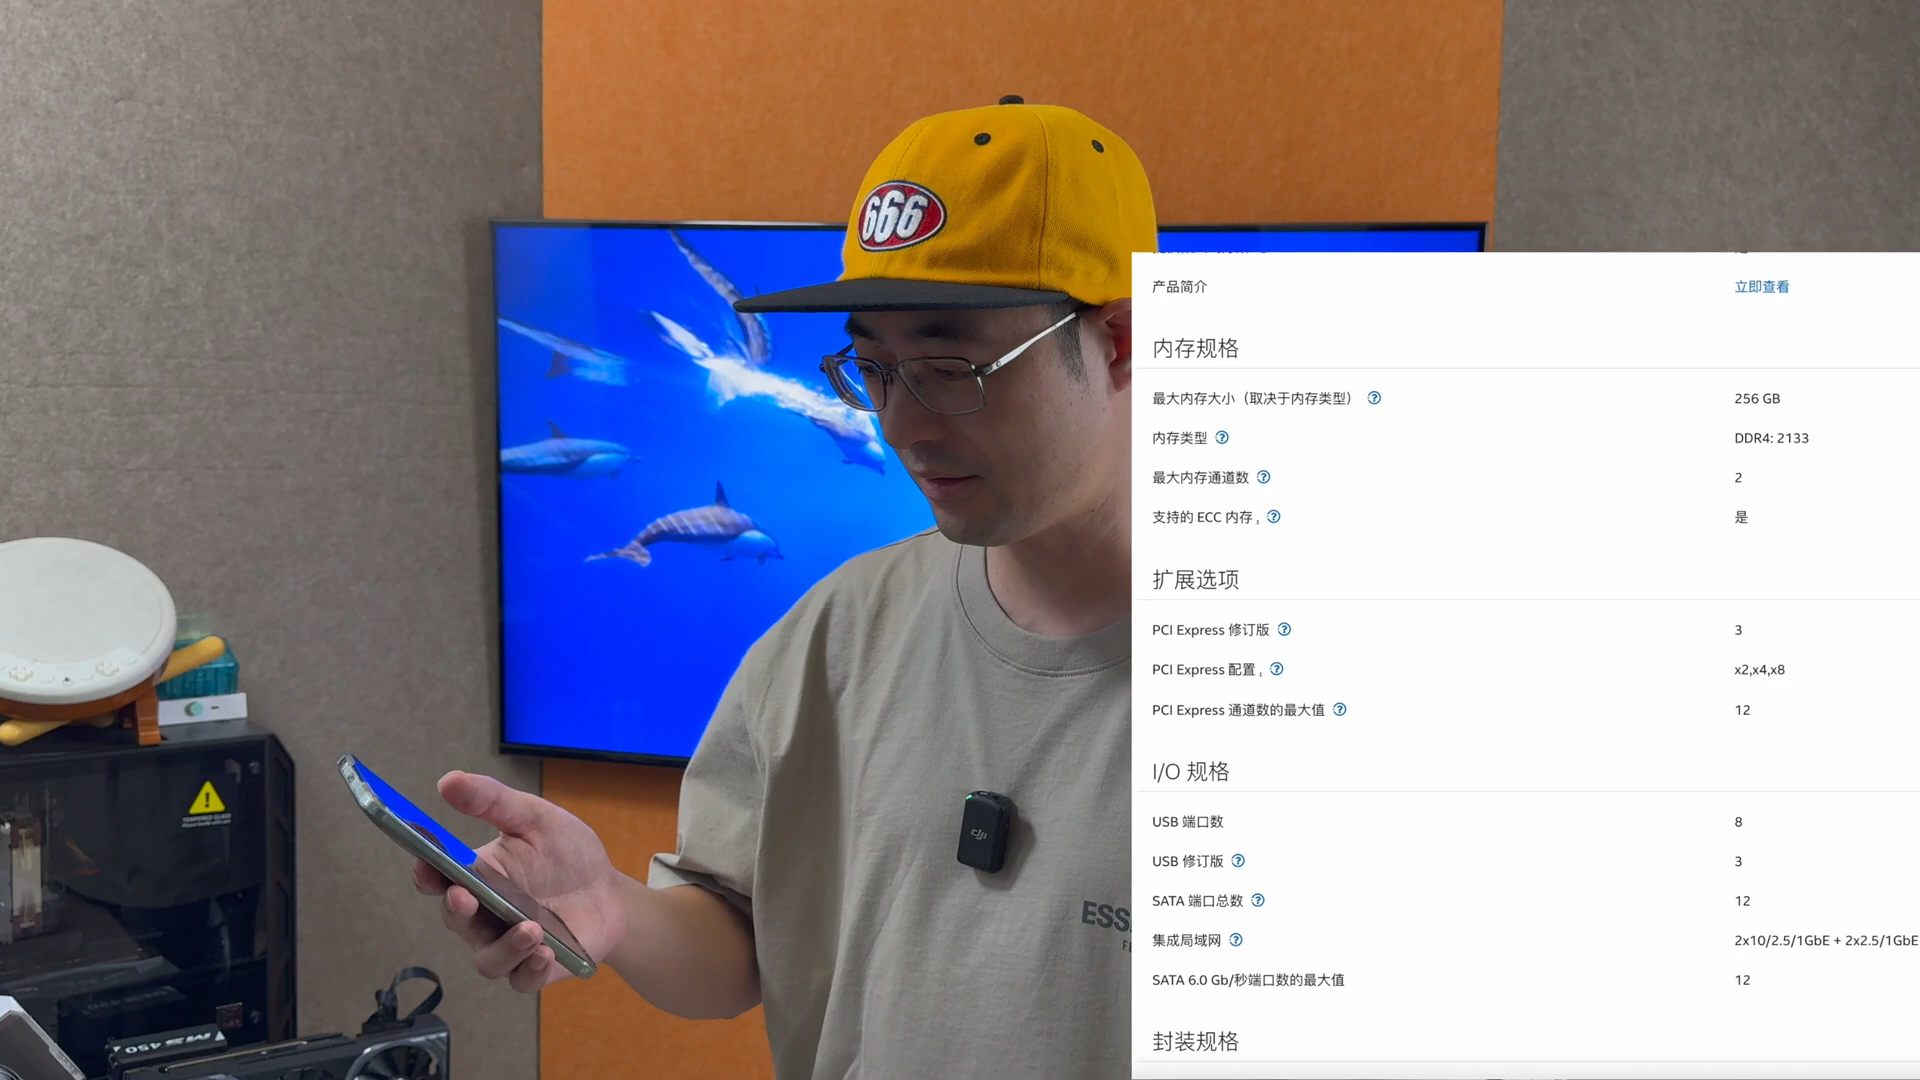 666
产品简介 立即查看
内存规格
最大内存大小（取决于内存类型） 256 GB
内存类型 DDR4: 2133
最大内存通道数 2
支持的 ECC 内存 ‡ 是
扩展选项
PCI Express 修订版 3
PCI Express 配置 ‡ x2,x4,x8
PCI Express 通道数的最大值 12
I/O 规格
USB 端口数 8
USB 修订版 3
SATA 端口总数 12
集成局域网 2x10/2.5/1GbE + 2x2.5/1GbE
SATA 6.0 Gb/秒端口数的最大值 12
封装规格
dji
ESS
TEMPERED GLASS